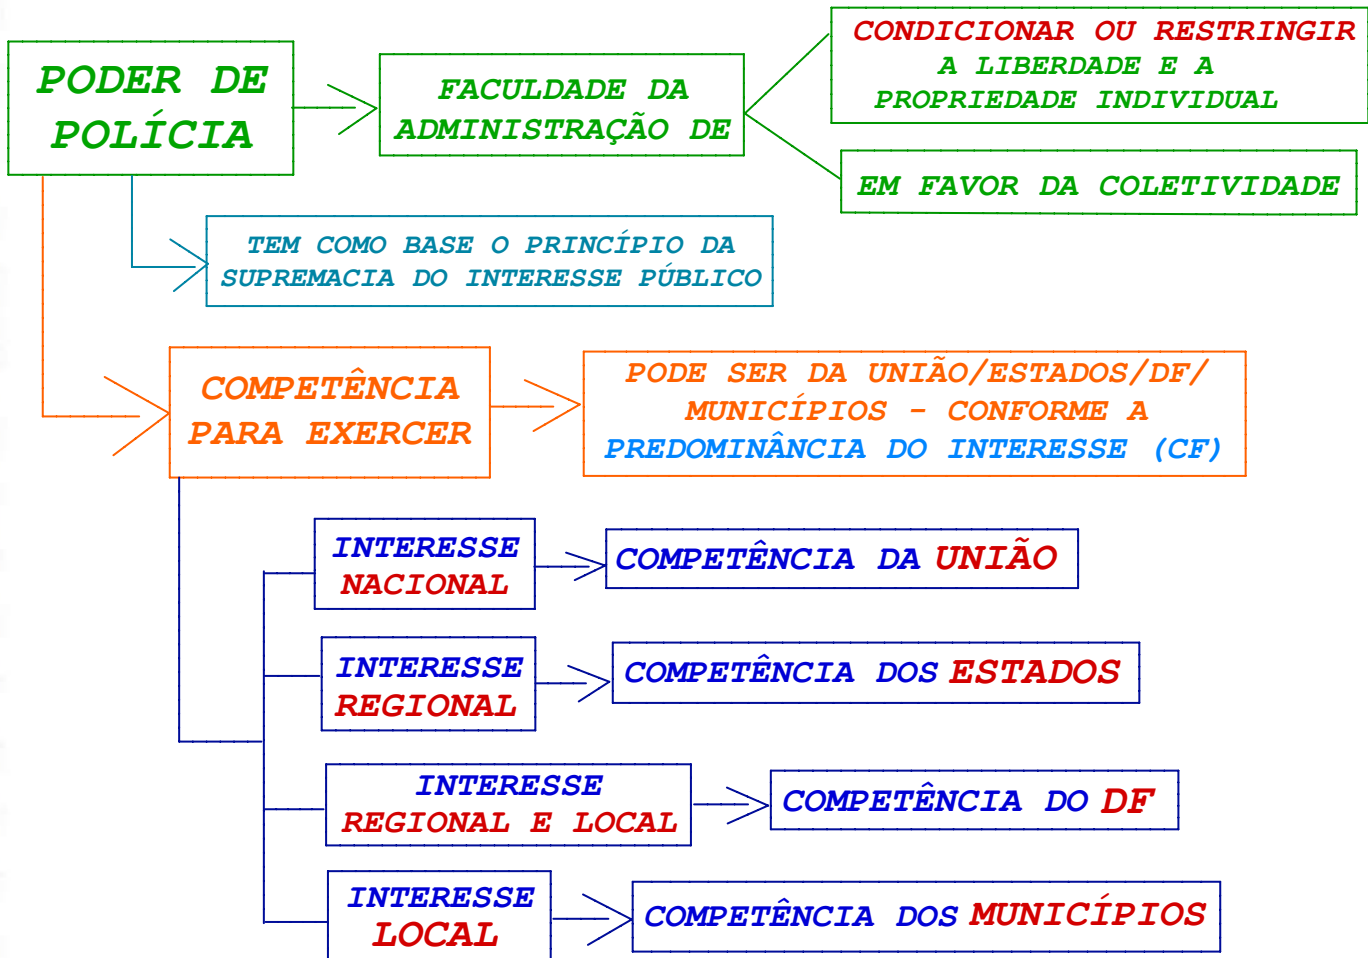 PODER DE
POLÍCIA
FACULDADE DA
ADMINISTRAÇÃO DE
CONDICIONAR OU RESTRINGIR
A LIBERDADE E A
PROPRIEDADE INDIVIDUAL
EM FAVOR DA COLETIVIDADE
TEM COMO BASE O PRINCÍPIO DA
SUPREMACIA DO INTERESSE PÚBLICO
COMPETÊNCIA
PARA EXERCER
PODE SER DA UNIÃO/ESTADOS/DF/
MUNICÍPIOS - CONFORME A
PREDOMINÂNCIA DO INTERESSE (CF)
INTERESSE
NACIONAL
COMPETÊNCIA DA UNIÃO
INTERESSE
REGIONAL
COMPETÊNCIA DOS ESTADOS
INTERESSE
REGIONAL E LOCAL
COMPETÊNCIA DO DF
INTERESSE
LOCAL
COMPETÊNCIA DOS MUNICÍPIOS